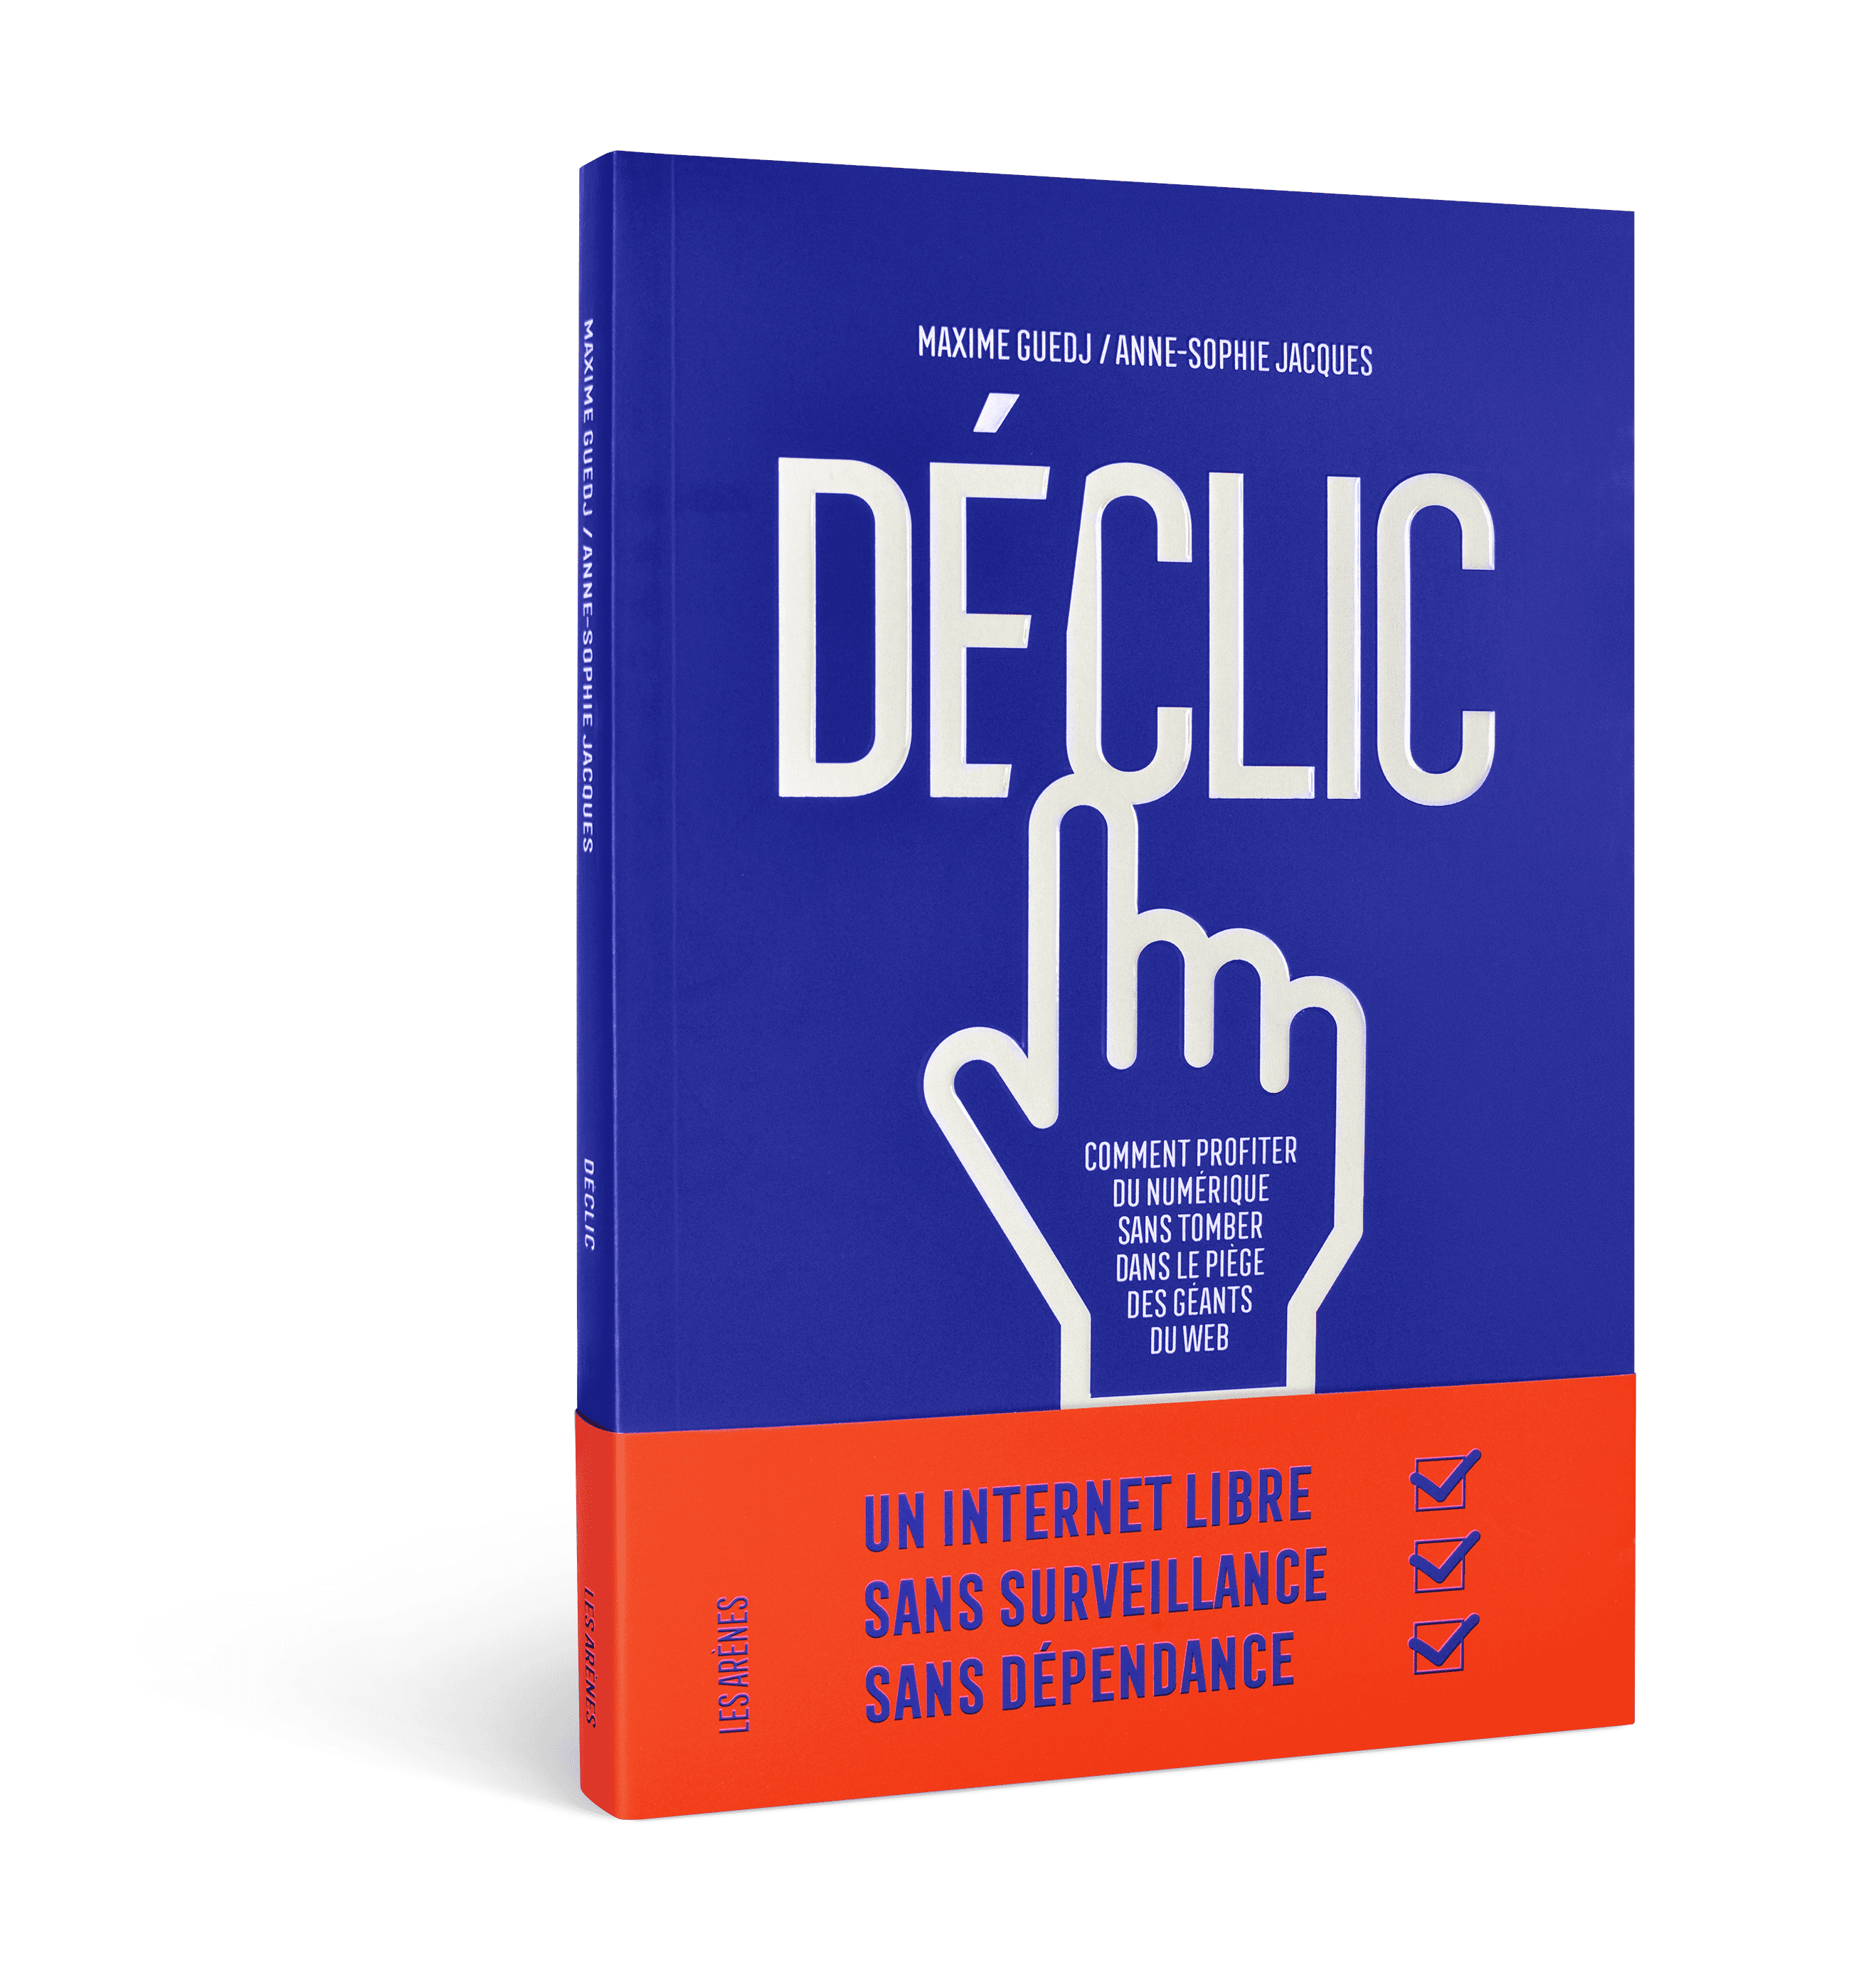 MAXIME GUEDJ / ANNE-SOPHIE JACQUES
DÉCLIC
COMMENT PROFITER
DU NUMÉRIQUE
SANS TOMBER
DANS LE PIÈGE
DES GÉANTS
DU WEB
UN INTERNET LIBRE
SANS SURVEILLANCE
SANS DÉPENDANCE
LES ARÈNES
MAXIME GUEDJ / ANNE-SOPHIE JACQUES
DÉCLIC
LES ARÈNES